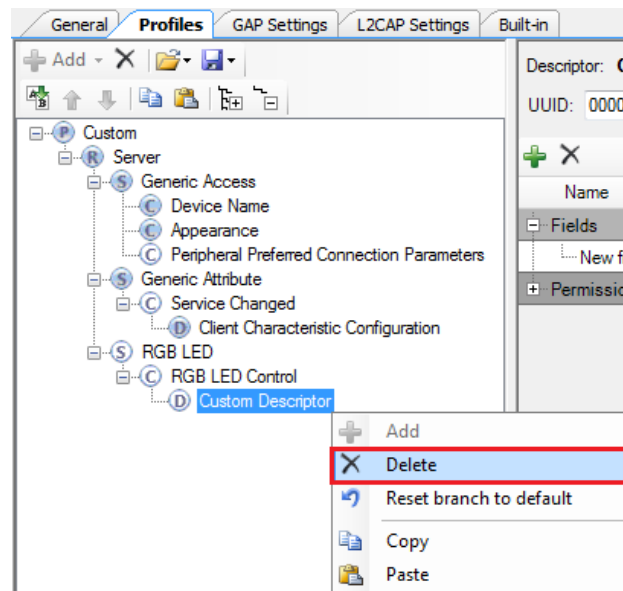 General Profiles GAP Settings L2CAP Settings Built-in
Add
Descriptor:
UUID: 0000
P Custom
R Server
S Generic Access
C Device Name
C Appearance
C Peripheral Preferred Connection Parameters
S Generic Attribute
C Service Changed
D Client Characteristic Configuration
S RGB LED
C RGB LED Control
D Custom Descriptor
Name
Fields
New
Add
Delete
Reset branch to default
Copy
Paste